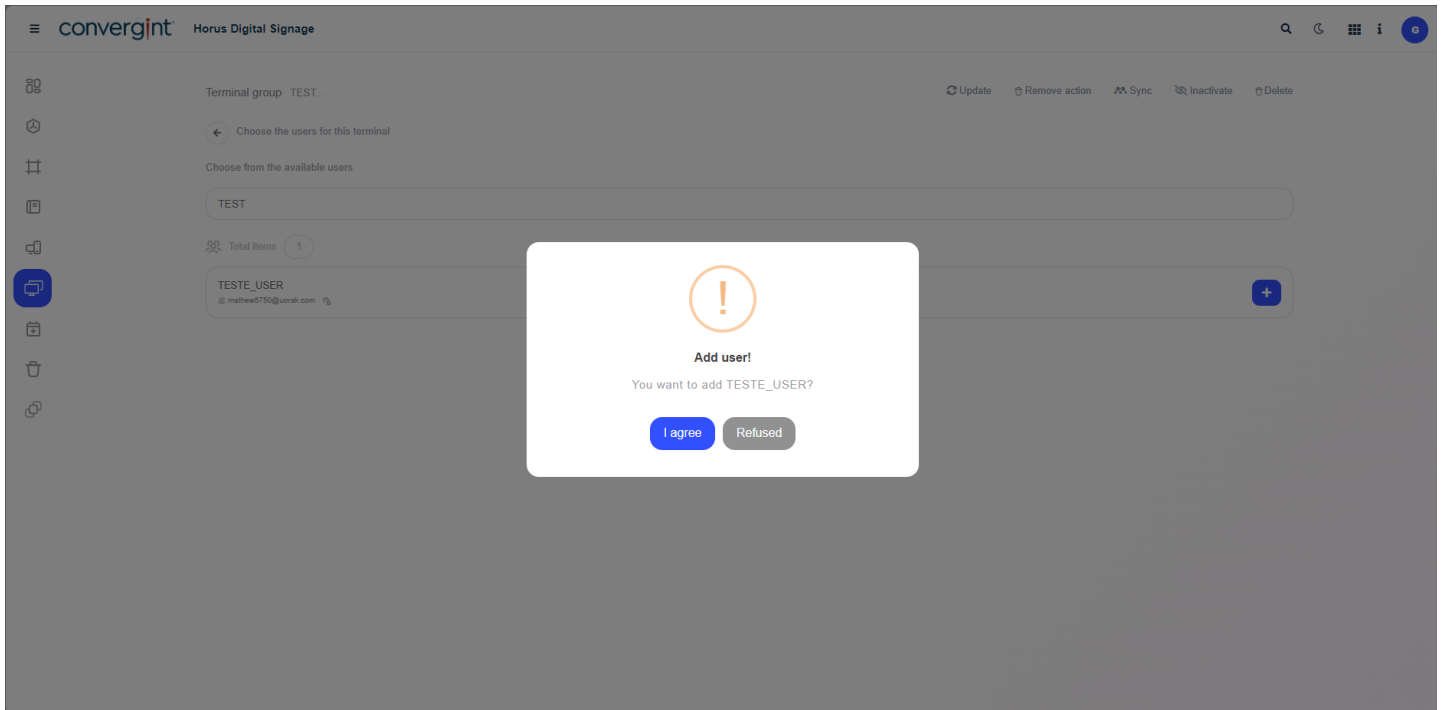 convergint Horus Digital Signage i G
Terminal group TEST... Update Remove action Sync Inactivate Delete
Choose the users for this terminal
Choose from the available users
TEST
Total items 1
TESTE_USER
mathew5750@uorak.com
!
Add user!
You want to add TESTE_USER?
I agree Refused